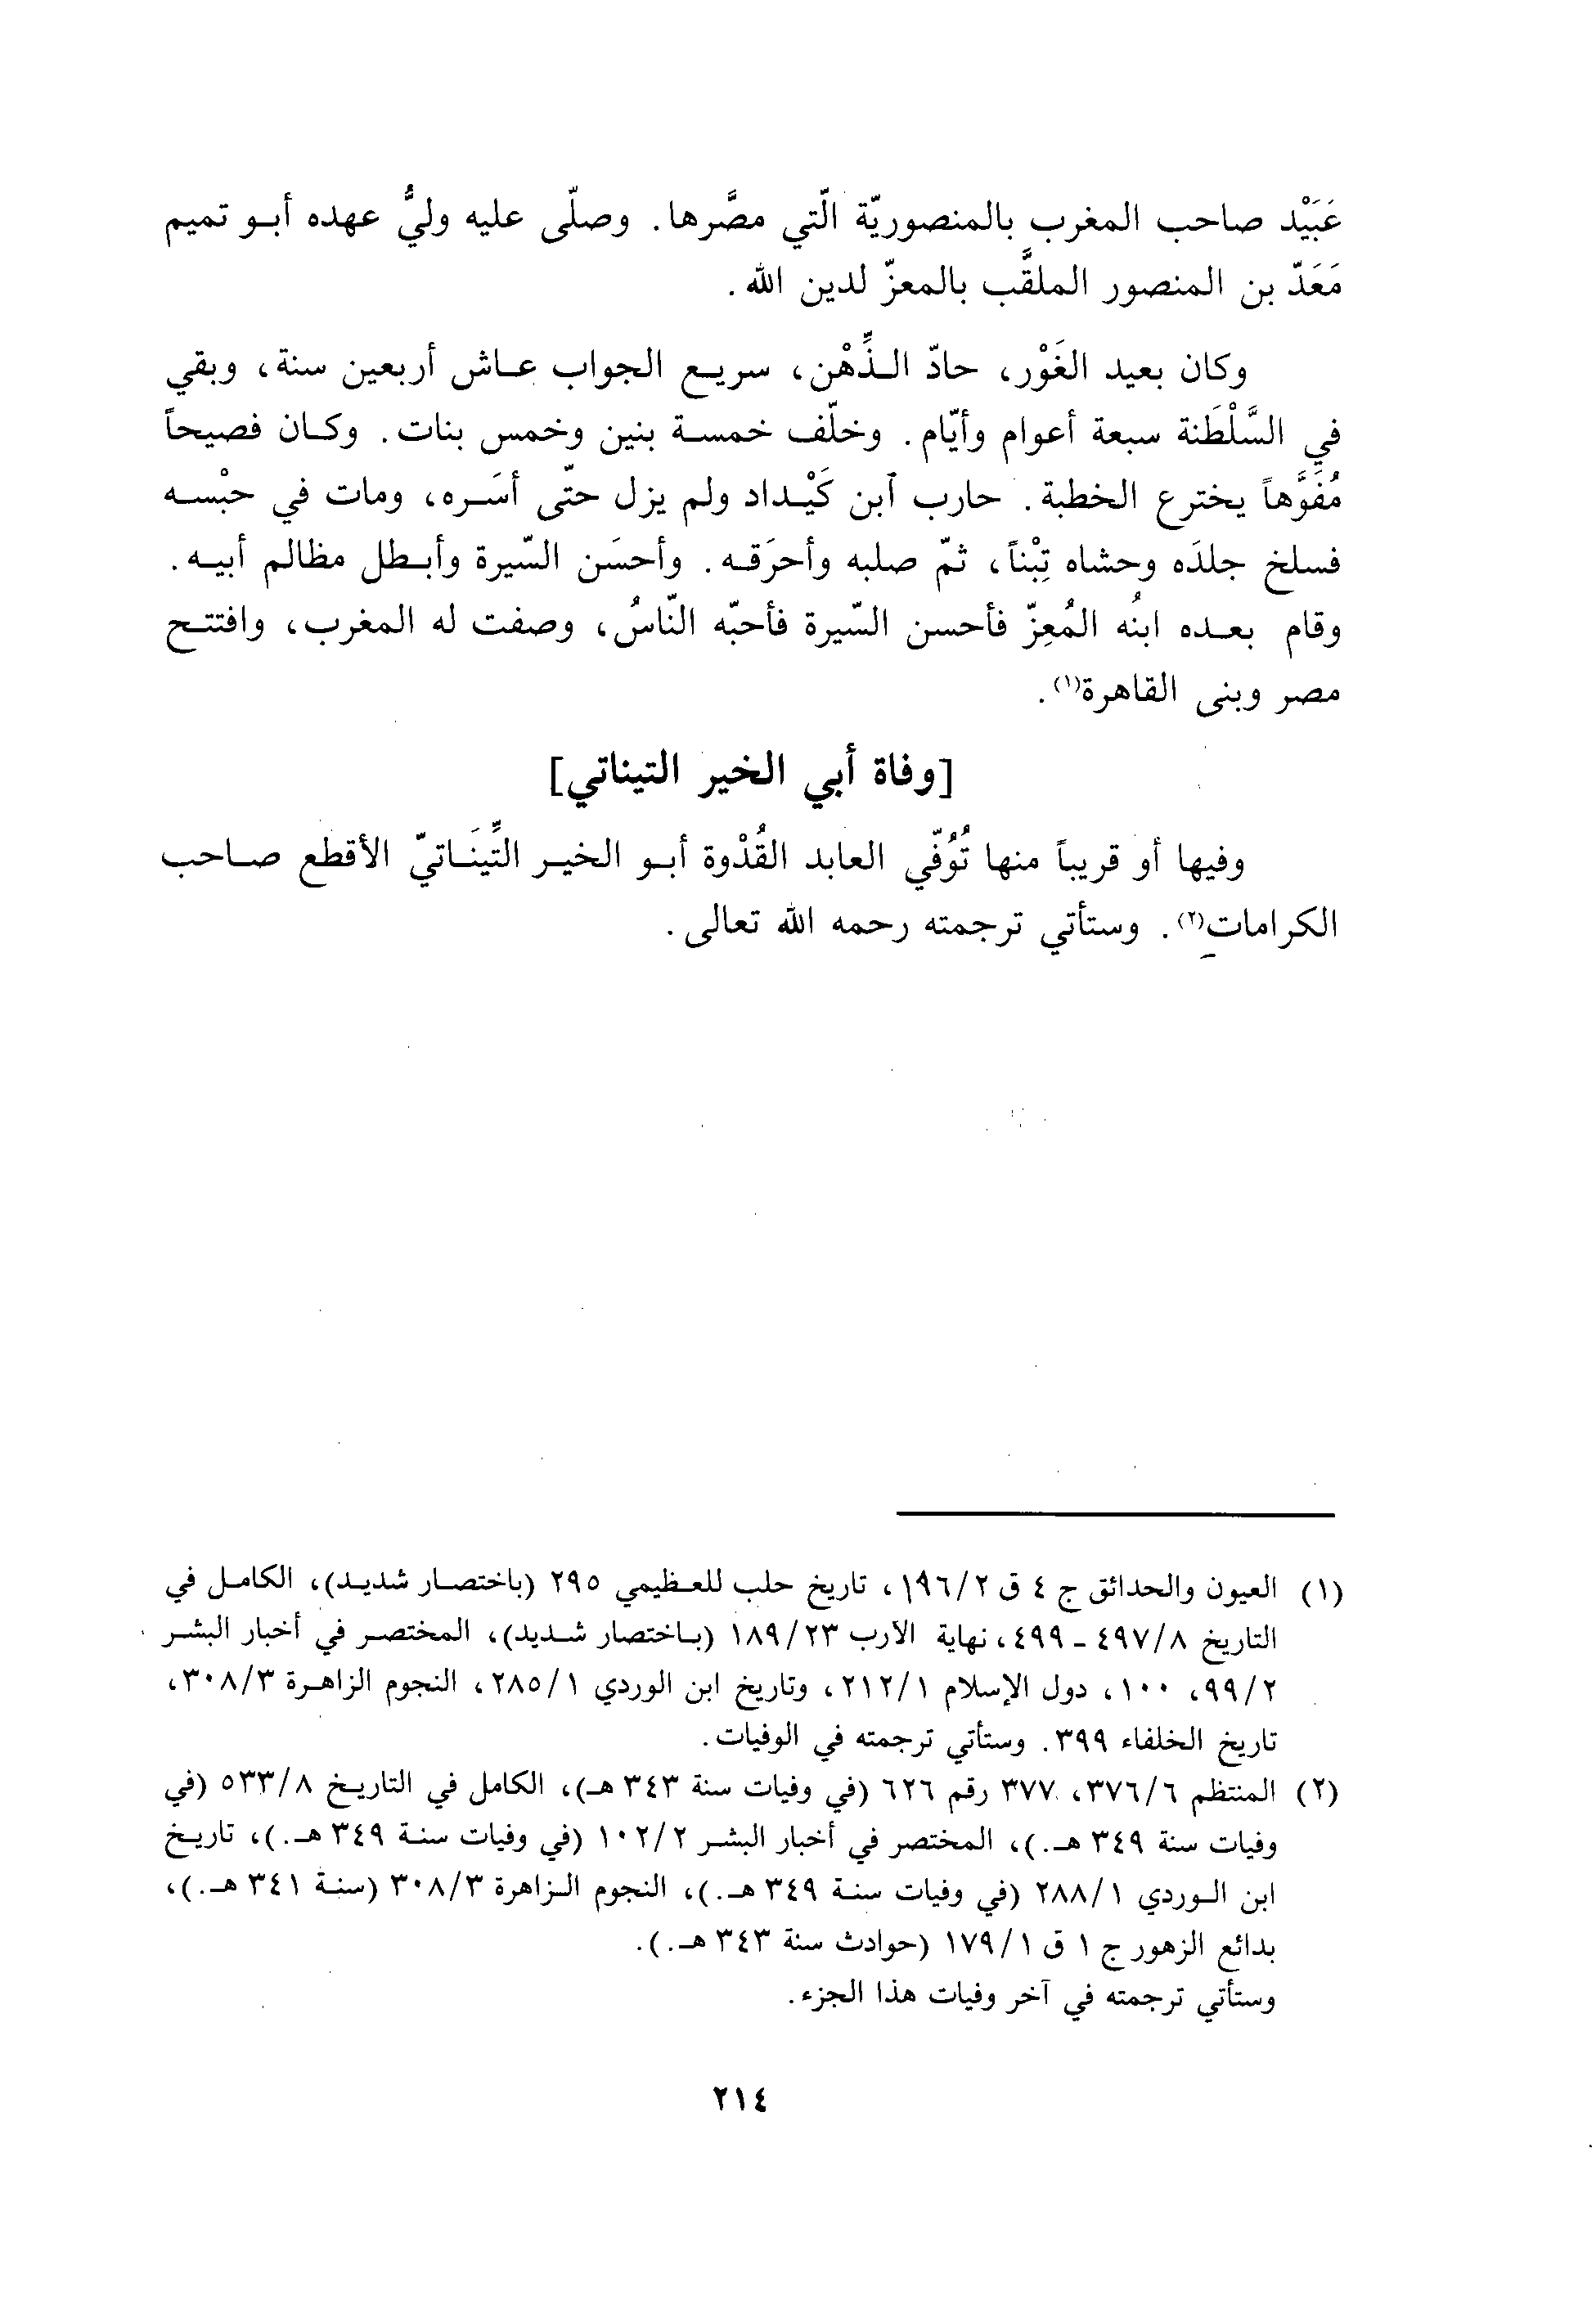 عَبَيْد صاحب المغرب بالمنصوريّة الّتي مصَّرها. وصلّى عليه وليُّ عهده أبو تميم
مَعَدّ بن المنصور الملقَّب بالمعزّ لدين الله.
وكان بعيد الغَوْر، حادّ الذِّهْن، سريع الجواب عاش أربعين سنة، وبقي
في السَّلْطَنة سبعة أعوام وأيّام. وخلّف خمسة بنين وخمس بنات. وكان فصيحاً
مُفَوَّهاً يخترع الخطبة. حارب آبن كَيْداد ولم يزل حتّى أسَره، ومات في حبْسه
فسلخ جلدَه وحشاه تِبْناً، ثمّ صلبه وأحرَقه. وأحسَن السّيرة وأبطل مظالم أبيه.
وقام بعده ابنُه المُعِزّ فأحسن السّيرة فأحبّه النّاسُ، وصفت له المغرب، وافتتح
مصر وبنى القاهرة(١).
[وفاة أبي الخير التيناتي]
وفيها أو قريباً منها تُوُفّي العابد القُدْوة أبو الخير التِّينَاتيّ الأقطع صاحب
الكرامات(٢). وستأتي ترجمته رحمه الله تعالى.
(١) العيون والحدائق ج ٤ ق ١٩٦/٢، تاريخ حلب للعظيمي ٢٩٥ (باختصار شديد)، الكامل في
التاريخ ٤٩٧/٨ ـ ٤٩٩، نهاية الأرب ١٨٩/٢٣ (باختصار شديد)، المختصر في أخبار البشر
٩٩/٢، ١٠٠، دول الإسلام ٢١٢/١، وتاريخ ابن الوردي ٢٨٥/١، النجوم الزاهرة ٣٠٨/٣،
تاريخ الخلفاء ٣٩٩. وستأتي ترجمته في الوفيات.
(٢) المنتظم ٣٧٦/٦، ٣٧٧ رقم ٦٢٦ (في وفيات سنة ٣٤٣ هـ)، الكامل في التاريخ ٥٣٣/٨ (في
وفيات سنة ٣٤٩ هـ.)، المختصر في أخبار البشر ١٠٢/٢ (في وفيات سنة ٣٤٩ هـ.)، تاريخ
ابن الوردي ٢٨٨/١ (في وفيات سنة ٣٤٩ هـ.)، النجوم الزاهرة ٣٠٨/٣ (سنة ٣٤١ هـ.)،
بدائع الزهور ج ١ ق ١٧٩/١ (حوادث سنة ٣٤٣ هـ.).
وستأتي ترجمته في آخر وفيات هذا الجزء.
٢١٤